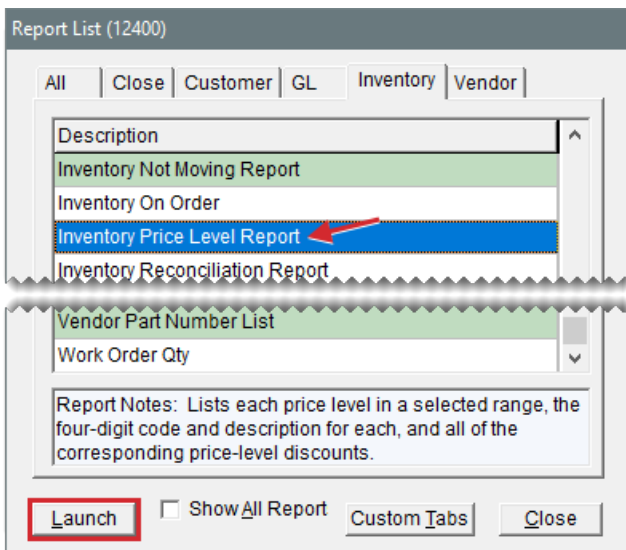 Report List (12400)
All Close Customer GL Inventory Vendor
Description
Inventory Not Moving Report
Inventory On Order
Inventory Price Level Report
Inventory Reconciliation Report
Vendor Part Number List
Work Order Qty
Report Notes: Lists each price level in a selected range, the
four-digit code and description for each, and all of the
corresponding price-level discounts.
Launch Show All Report Custom Tabs Close